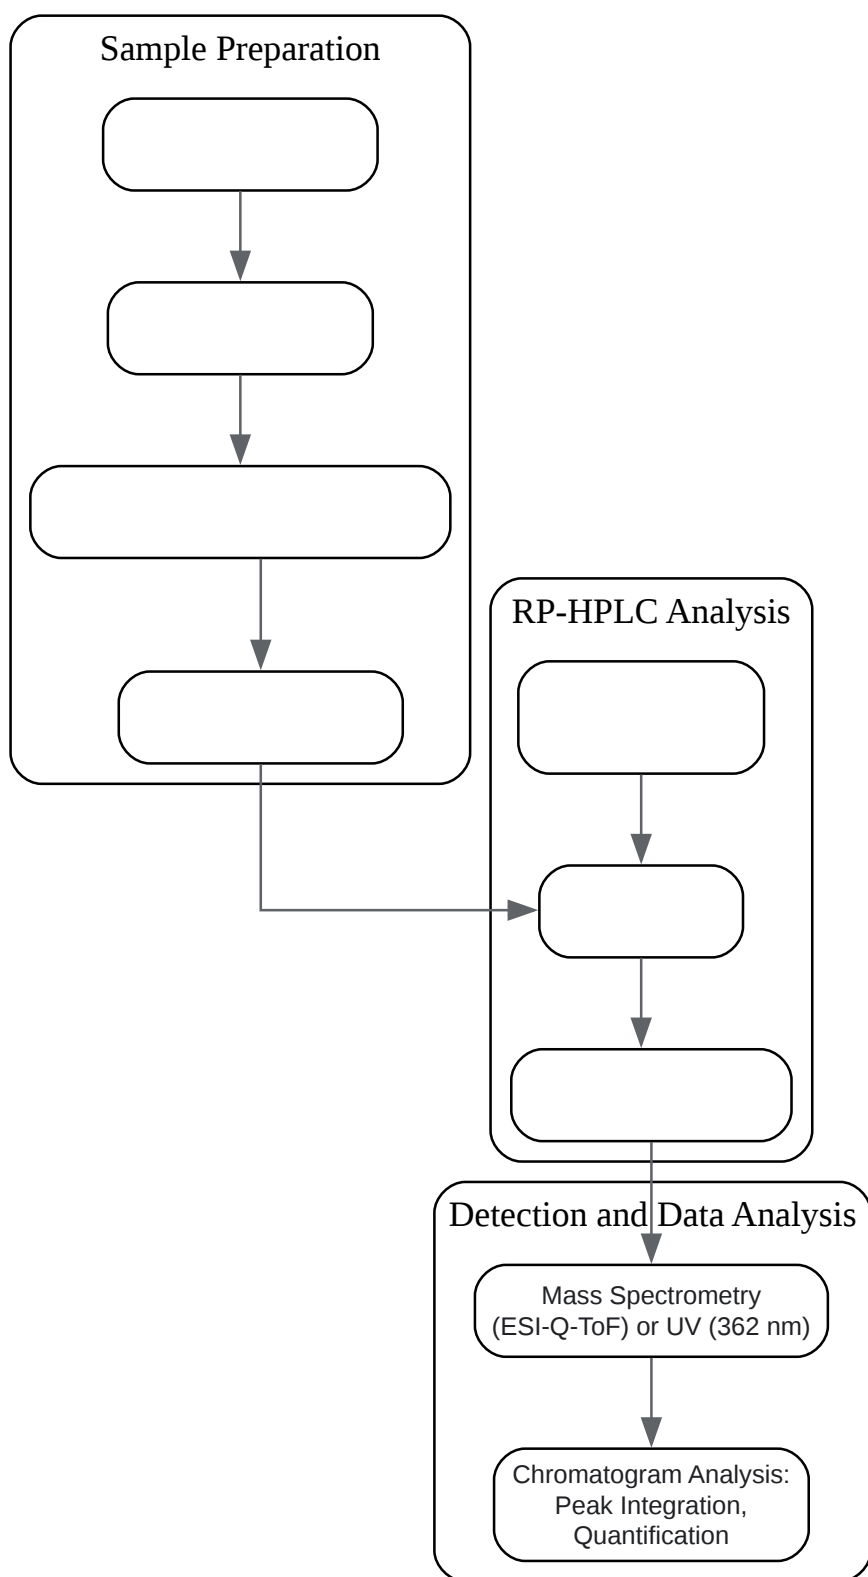 Sample Preparation
RP-HPLC Analysis
Detection and Data Analysis
Mass Spectrometry
(ESI-Q-ToF) or UV (362 nm)
Chromatogram Analysis:
Peak Integration,
Quantification